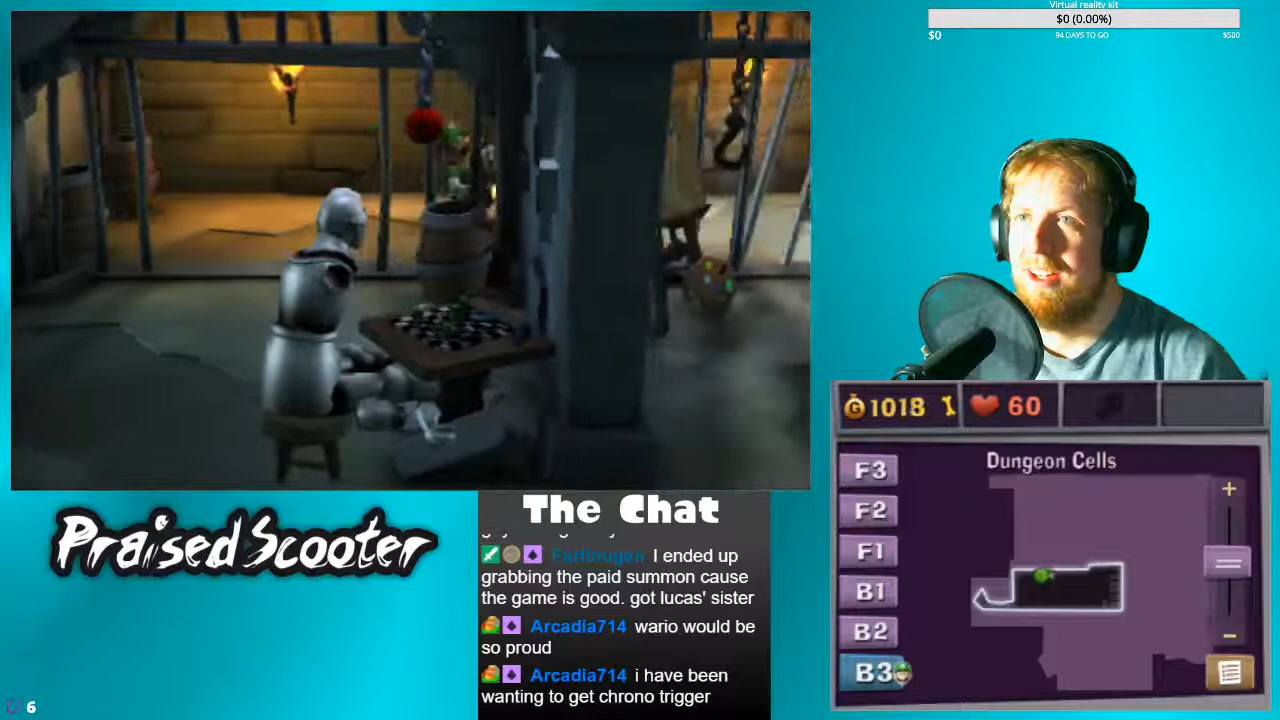 Virtual reality kit
$0 (0.00%)
$0
94 DAYS TO GO
$500
G 1018
60
Dungeon Cells
F3
F2
F1
B1
B2
B3
+
−
Praised Scooter
The Chat
Farfinugen I ended up
grabbing the paid summon cause
the game is good. got lucas' sister
Arcadia714 wario would be
so proud
Arcadia714 i have been
wanting to get chrono trigger
6